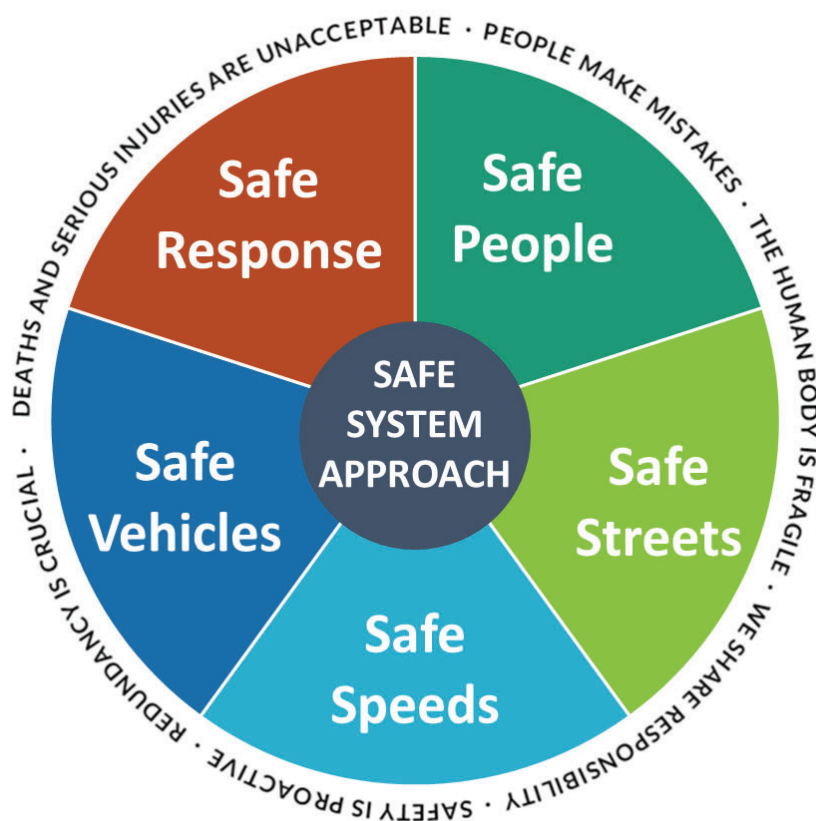 DEATHS AND SERIOUS INJURIES ARE UNACCEPTABLE · PEOPLE MAKE MISTAKES · THE HUMAN BODY IS FRAGILE · WE SHARE RESPONSIBILITY · SAFETY IS PROACTIVE · REDUNDANCY IS CRUCIAL ·
Safe
Response
Safe
People
Safe
Streets
Safe
Speeds
Safe
Vehicles
SAFE
SYSTEM
APPROACH